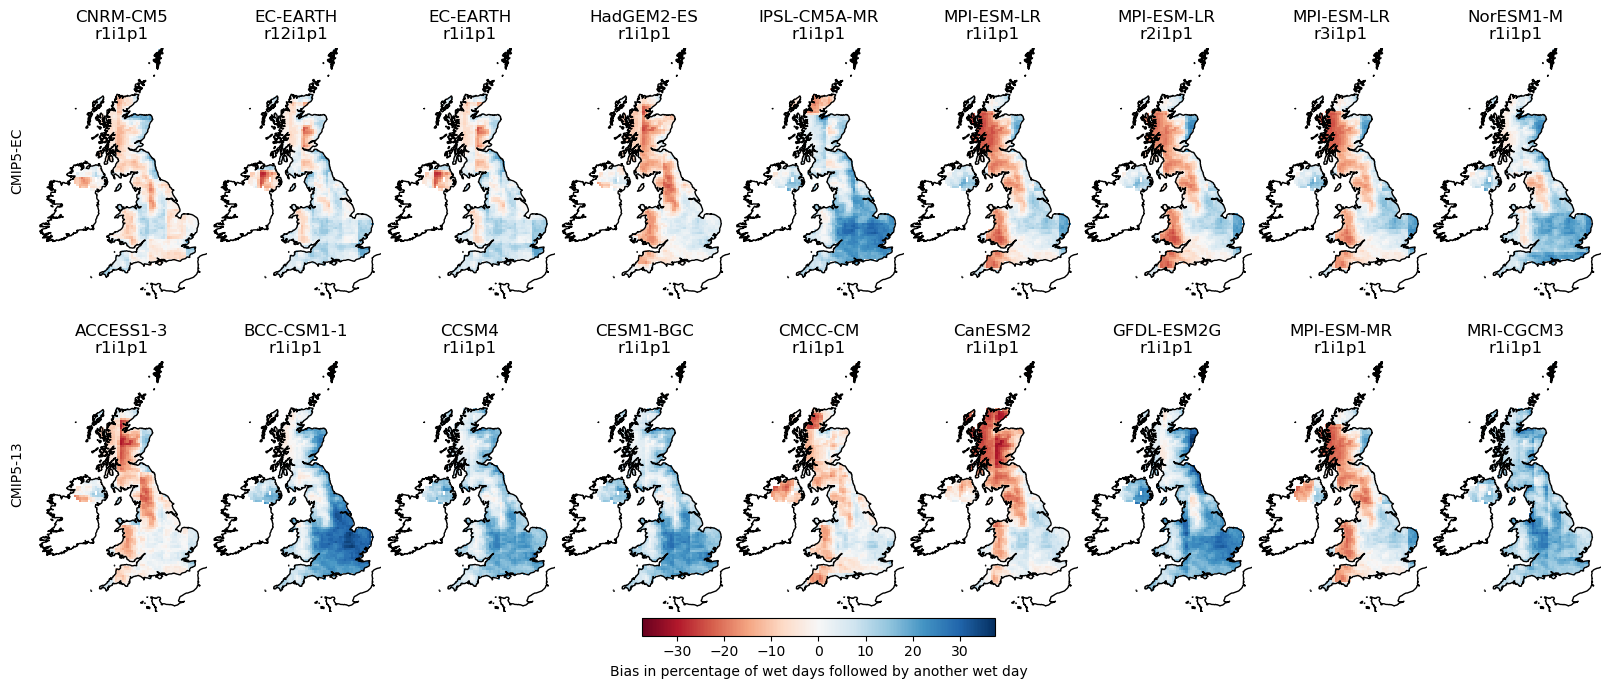 CNRM-CM5
r1i1p1
EC-EARTH
r12i1p1
EC-EARTH
r1i1p1
HadGEM2-ES
r1i1p1
IPSL-CM5A-MR
r1i1p1
MPI-ESM-LR
r1i1p1
MPI-ESM-LR
r2i1p1
MPI-ESM-LR
r3i1p1
NorESM1-M
r1i1p1
CMIP5-EC
ACCESS1-3
r1i1p1
BCC-CSM1-1
r1i1p1
CCSM4
r1i1p1
CESM1-BGC
r1i1p1
CMCC-CM
r1i1p1
CanESM2
r1i1p1
GFDL-ESM2G
r1i1p1
MPI-ESM-MR
r1i1p1
MRI-CGCM3
r1i1p1
CMIP5-13
−30 −20 −10 0 10 20 30
Bias in percentage of wet days followed by another wet day